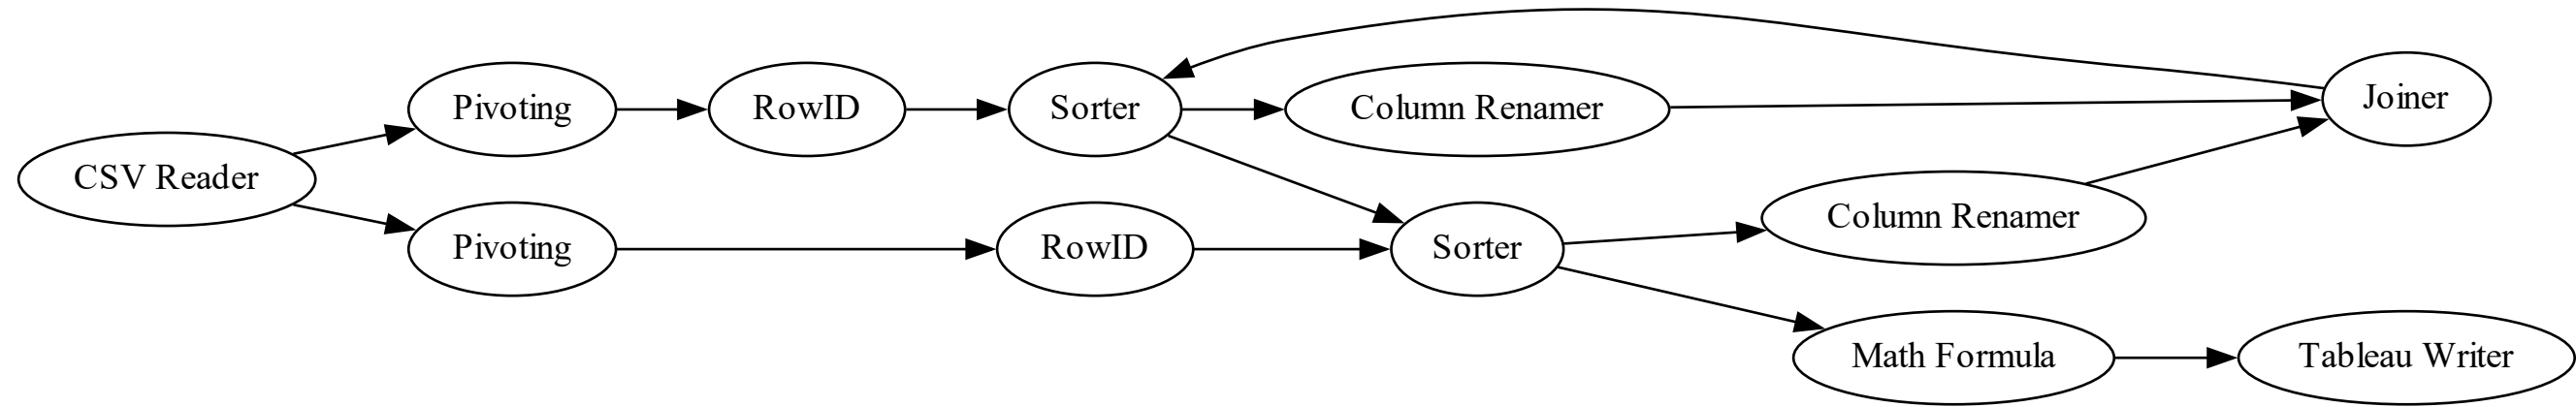 CSV Reader
Pivoting
RowID
Sorter
Column Renamer
Joiner
Pivoting
RowID
Sorter
Column Renamer
Math Formula
Tableau Writer